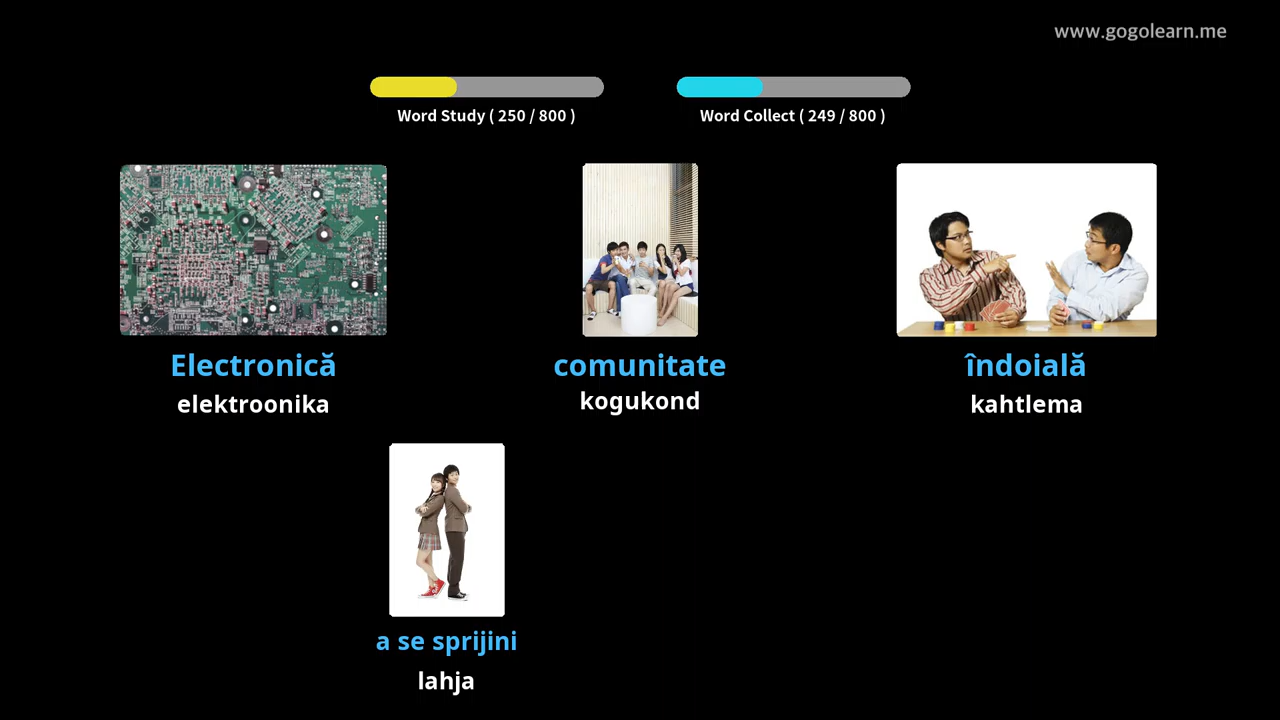 www.gogolearn.me
Word Study ( 250 / 800 )
Word Collect ( 249 / 800 )
Electronică
elektroonika
comunitate
kogukond
îndoială
kahtlema
a se sprijini
lahja